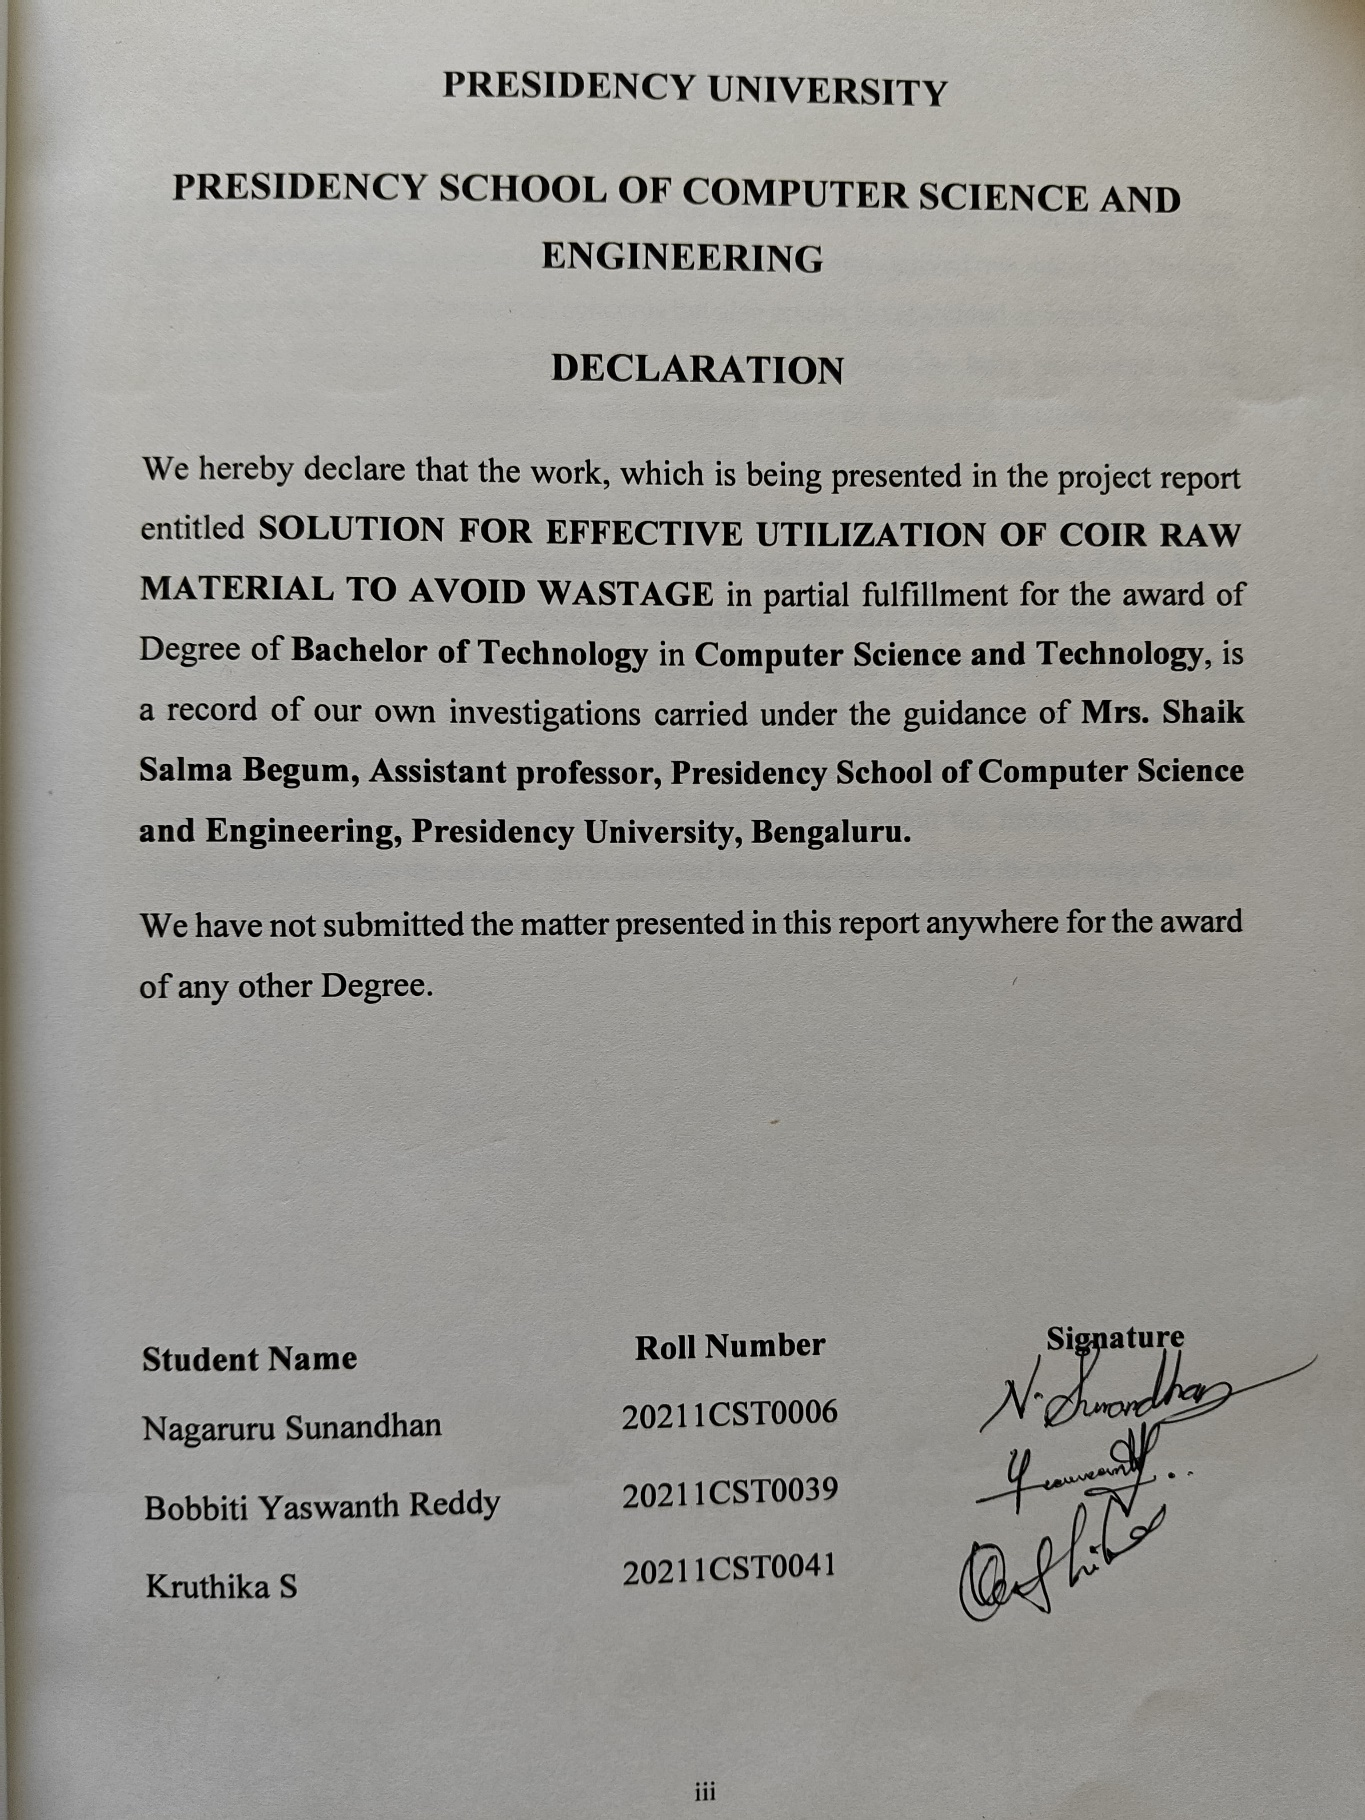 PRESIDENCY UNIVERSITY
PRESIDENCY SCHOOL OF COMPUTER SCIENCE AND
ENGINEERING
DECLARATION
We hereby declare that the work, which is being presented in the project report
entitled SOLUTION FOR EFFECTIVE UTILIZATION OF COIR RAW
MATERIAL TO AVOID WASTAGE in partial fulfillment for the award of
Degree of Bachelor of Technology in Computer Science and Technology, is
a record of our own investigations carried under the guidance of Mrs. Shaik
Salma Begum, Assistant professor, Presidency School of Computer Science
and Engineering, Presidency University, Bengaluru.
We have not submitted the matter presented in this report anywhere for the award
of any other Degree.
Student Name Roll Number Signature
Nagaruru Sunandhan 20211CST0006 N. Sunandhan
Bobbiti Yaswanth Reddy 20211CST0039
Kruthika S 20211CST0041
iii